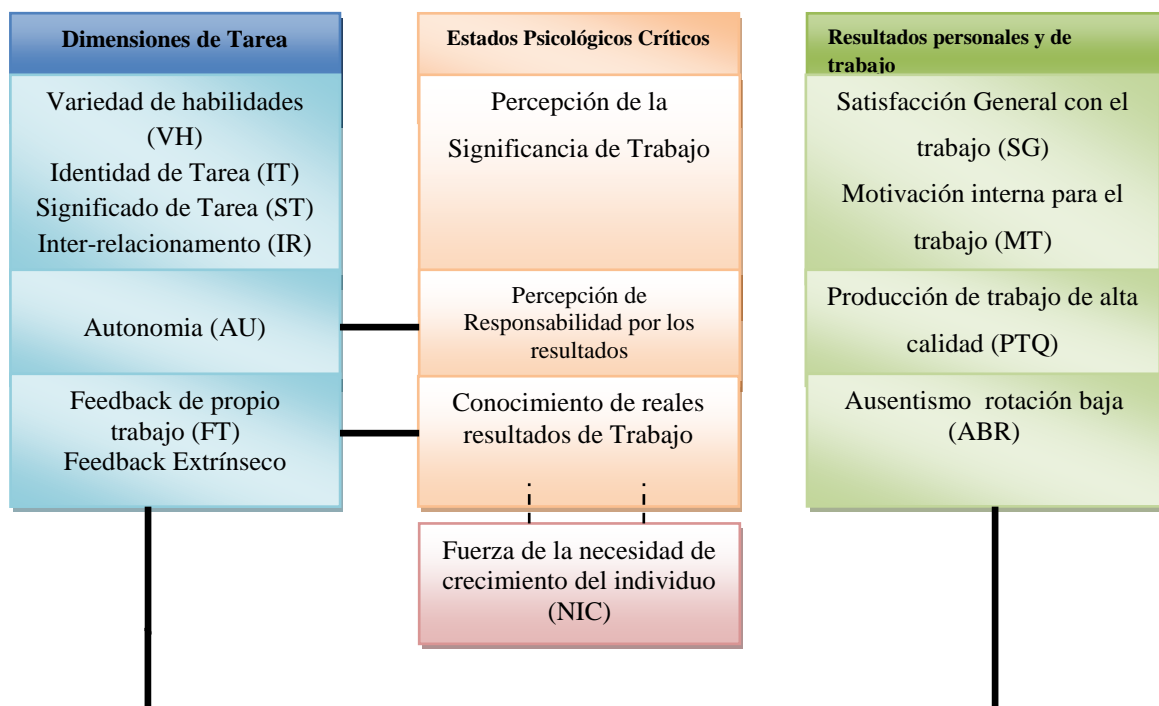 Dimensiones de Tarea
Variedad de habilidades
(VH)
Identidad de Tarea (IT)
Significado de Tarea (ST)
Inter-relacionamento (IR)
Autonomia (AU)
Feedback de propio
trabajo (FT)
Feedback Extrínseco
Estados Psicológicos Críticos
Percepción de la
Significancia de Trabajo
Percepción de
Responsabilidad por los
resultados
Conocimiento de reales
resultados de Trabajo
Fuerza de la necesidad de
crecimiento del individuo
(NIC)
Resultados personales y de
trabajo
Satisfacción General con el
trabajo (SG)
Motivación interna para el
trabajo (MT)
Producción de trabajo de alta
calidad (PTQ)
Ausentismo rotación baja
(ABR)